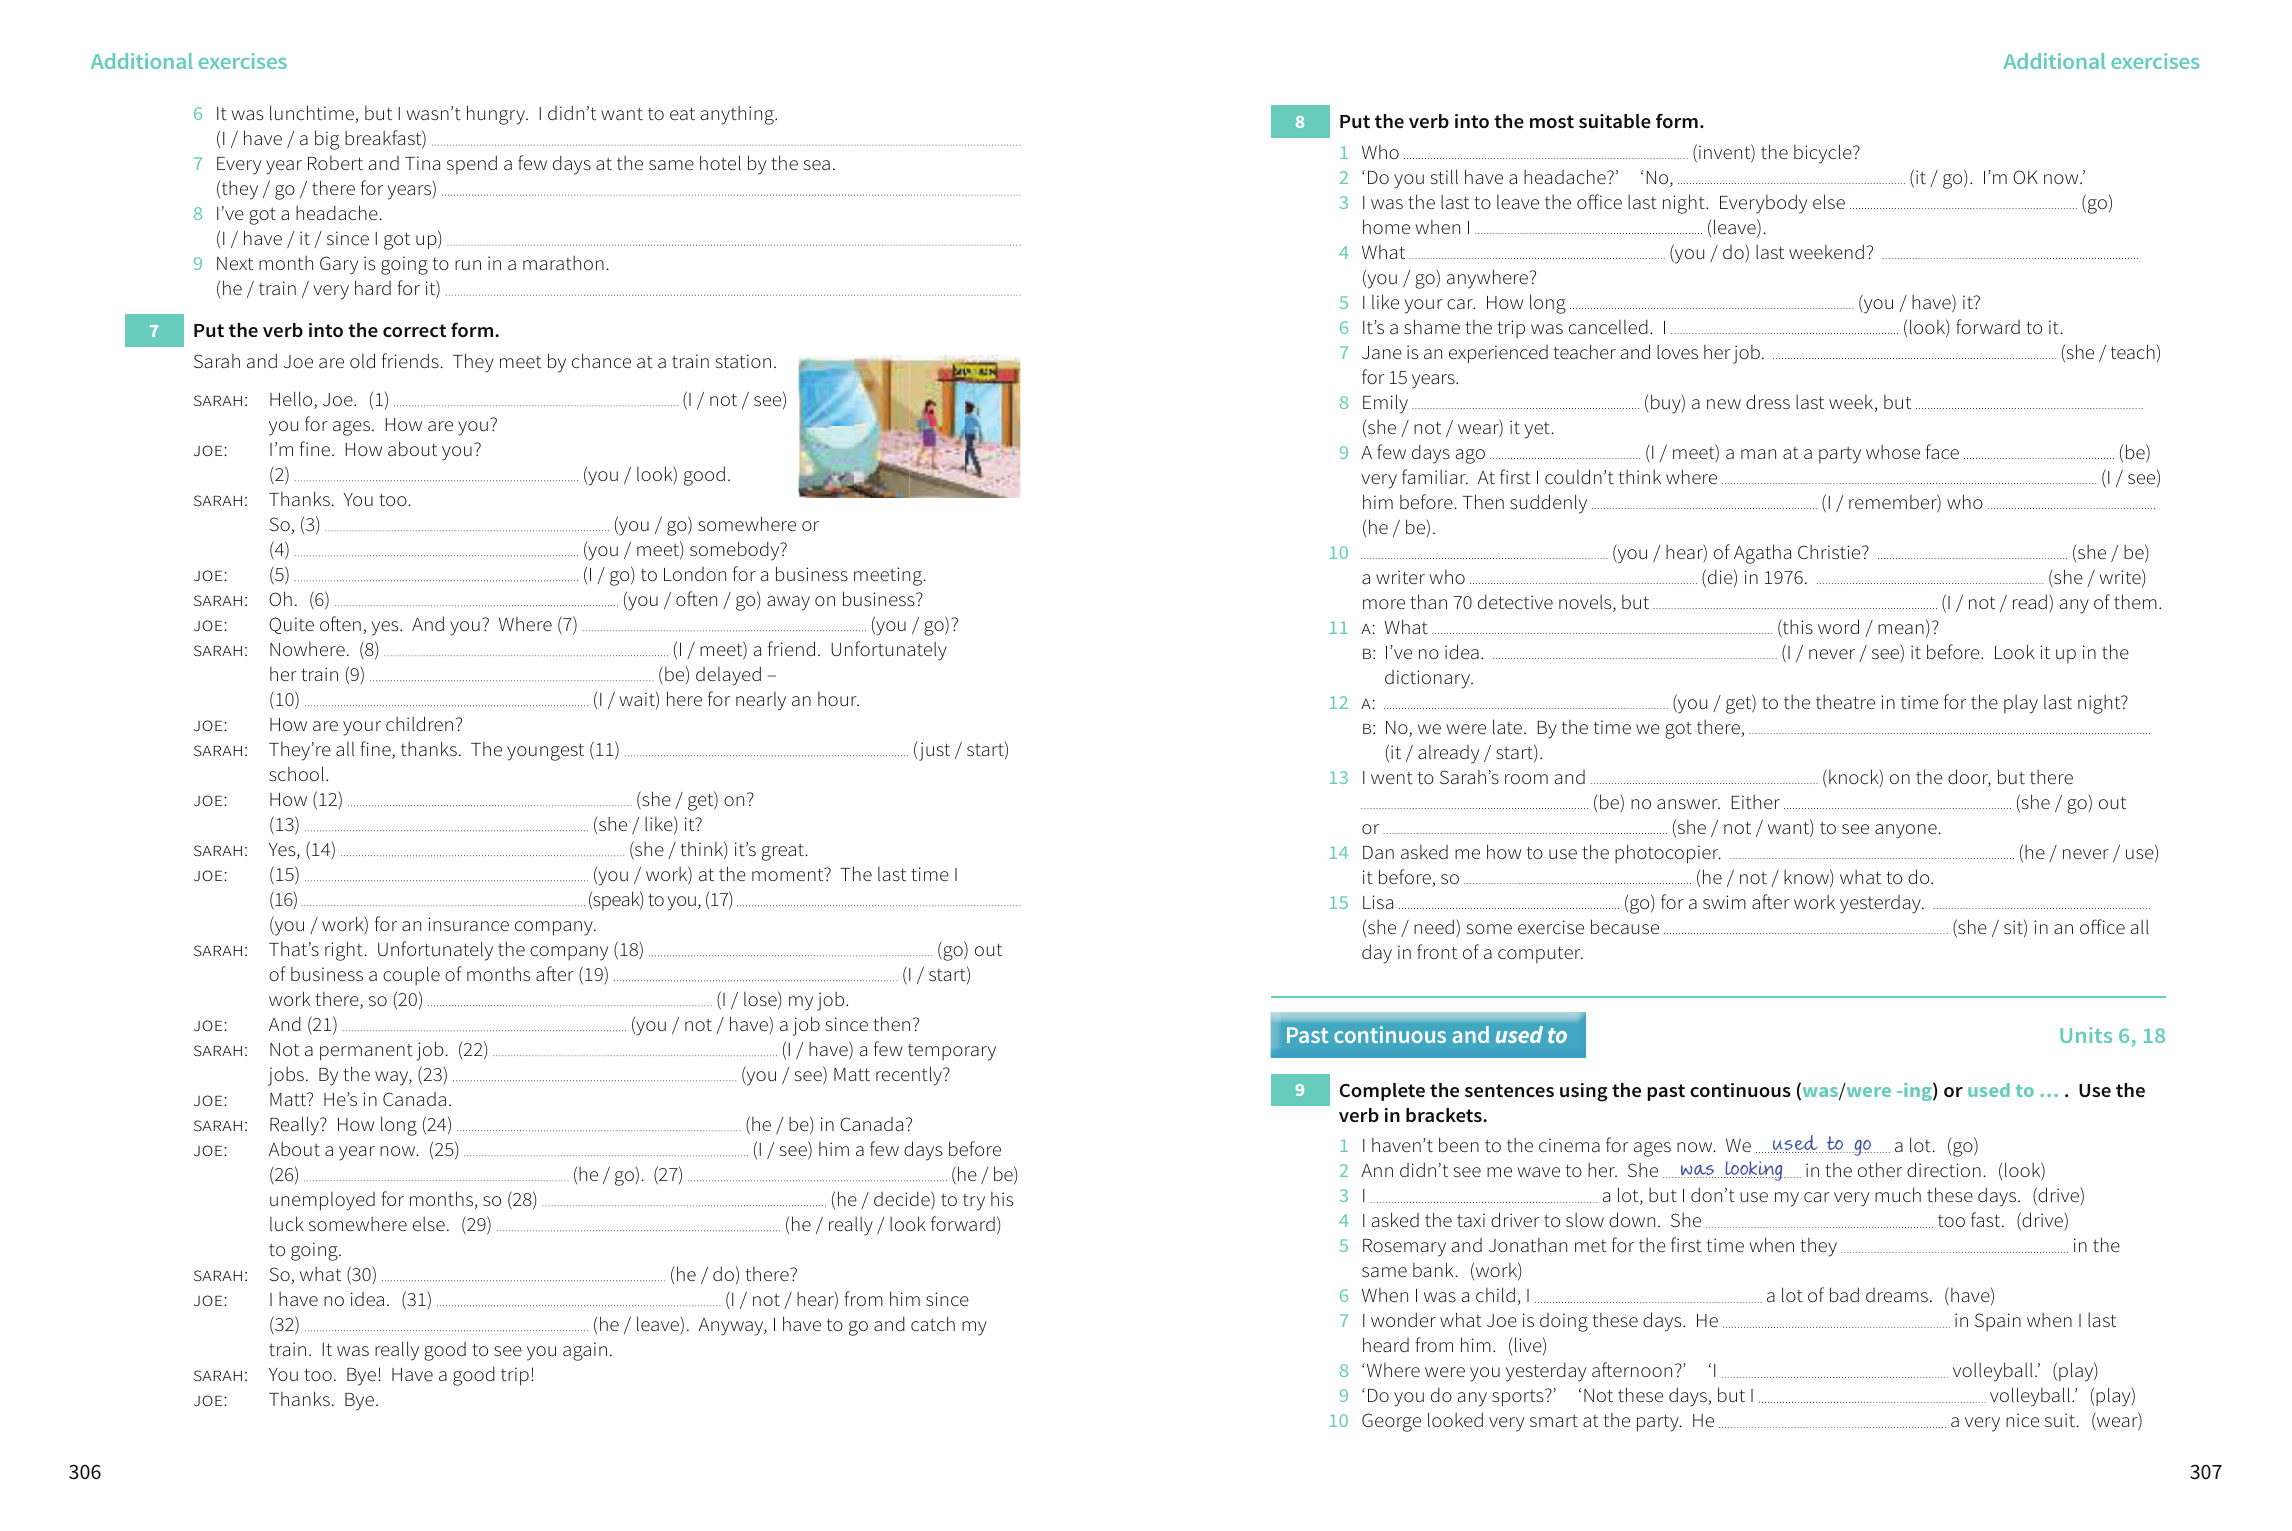 Additional exercises
6 It was lunchtime, but I wasn’t hungry. I didn’t want to eat anything.
(I / have / a big breakfast)
7 Every year Robert and Tina spend a few days at the same hotel by the sea.
(they / go / there for years)
8 I’ve got a headache.
(I / have / it / since I got up)
9 Next month Gary is going to run in a marathon.
(he / train / very hard for it)
7 Put the verb into the correct form.
Sarah and Joe are old friends. They meet by chance at a train station.
SARAH: Hello, Joe. (1) (I / not / see)
you for ages. How are you?
JOE: I’m fine. How about you?
(2) (you / look) good.
SARAH: Thanks. You too.
So, (3) (you / go) somewhere or
(4) (you / meet) somebody?
JOE: (5) (I / go) to London for a business meeting.
SARAH: Oh. (6) (you / often / go) away on business?
JOE: Quite often, yes. And you? Where (7) (you / go)?
SARAH: Nowhere. (8) (I / meet) a friend. Unfortunately
her train (9) (be) delayed –
(10) (I / wait) here for nearly an hour.
JOE: How are your children?
SARAH: They’re all fine, thanks. The youngest (11) (just / start)
school.
JOE: How (12) (she / get) on?
(13) (she / like) it?
SARAH: Yes, (14) (she / think) it’s great.
JOE: (15) (you / work) at the moment? The last time I
(16) (speak) to you, (17)
(you / work) for an insurance company.
SARAH: That’s right. Unfortunately the company (18) (go) out
of business a couple of months after (19) (I / start)
work there, so (20) (I / lose) my job.
JOE: And (21) (you / not / have) a job since then?
SARAH: Not a permanent job. (22) (I / have) a few temporary
jobs. By the way, (23) (you / see) Matt recently?
JOE: Matt? He’s in Canada.
SARAH: Really? How long (24) (he / be) in Canada?
JOE: About a year now. (25) (I / see) him a few days before
(26) (he / go). (27) (he / be)
unemployed for months, so (28) (he / decide) to try his
luck somewhere else. (29) (he / really / look forward)
to going.
SARAH: So, what (30) (he / do) there?
JOE: I have no idea. (31) (I / not / hear) from him since
(32) (he / leave). Anyway, I have to go and catch my
train. It was really good to see you again.
SARAH: You too. Bye! Have a good trip!
JOE: Thanks. Bye.
306
Additional exercises
8 Put the verb into the most suitable form.
1 Who (invent) the bicycle?
2 ‘Do you still have a headache?’ ‘No, (it / go). I’m OK now.’
3 I was the last to leave the office last night. Everybody else (go)
home when I (leave).
4 What (you / do) last weekend?
(you / go) anywhere?
5 I like your car. How long (you / have) it?
6 It’s a shame the trip was cancelled. I (look) forward to it.
7 Jane is an experienced teacher and loves her job. (she / teach)
for 15 years.
8 Emily (buy) a new dress last week, but
(she / not / wear) it yet.
9 A few days ago (I / meet) a man at a party whose face (be)
very familiar. At first I couldn’t think where (I / see)
him before. Then suddenly (I / remember) who
(he / be).
10 (you / hear) of Agatha Christie? (she / be)
a writer who (die) in 1976. (she / write)
more than 70 detective novels, but (I / not / read) any of them.
11 A: What (this word / mean)?
B: I’ve no idea. (I / never / see) it before. Look it up in the
dictionary.
12 A: (you / get) to the theatre in time for the play last night?
B: No, we were late. By the time we got there,
(it / already / start).
13 I went to Sarah’s room and (knock) on the door, but there
(be) no answer. Either (she / go) out
or (she / not / want) to see anyone.
14 Dan asked me how to use the photocopier. (he / never / use)
it before, so (he / not / know) what to do.
15 Lisa (go) for a swim after work yesterday.
(she / need) some exercise because (she / sit) in an office all
day in front of a computer.
Past continuous and used to Units 6, 18
9 Complete the sentences using the past continuous (was/were -ing) or used to … . Use the
verb in brackets.
1 I haven’t been to the cinema for ages now. We used to go a lot. (go)
2 Ann didn’t see me wave to her. She was looking in the other direction. (look)
3 I a lot, but I don’t use my car very much these days. (drive)
4 I asked the taxi driver to slow down. She too fast. (drive)
5 Rosemary and Jonathan met for the first time when they in the
same bank. (work)
6 When I was a child, I a lot of bad dreams. (have)
7 I wonder what Joe is doing these days. He in Spain when I last
heard from him. (live)
8 ‘Where were you yesterday afternoon?’ ‘I volleyball.’ (play)
9 ‘Do you do any sports?’ ‘Not these days, but I volleyball.’ (play)
10 George looked very smart at the party. He a very nice suit. (wear)
307